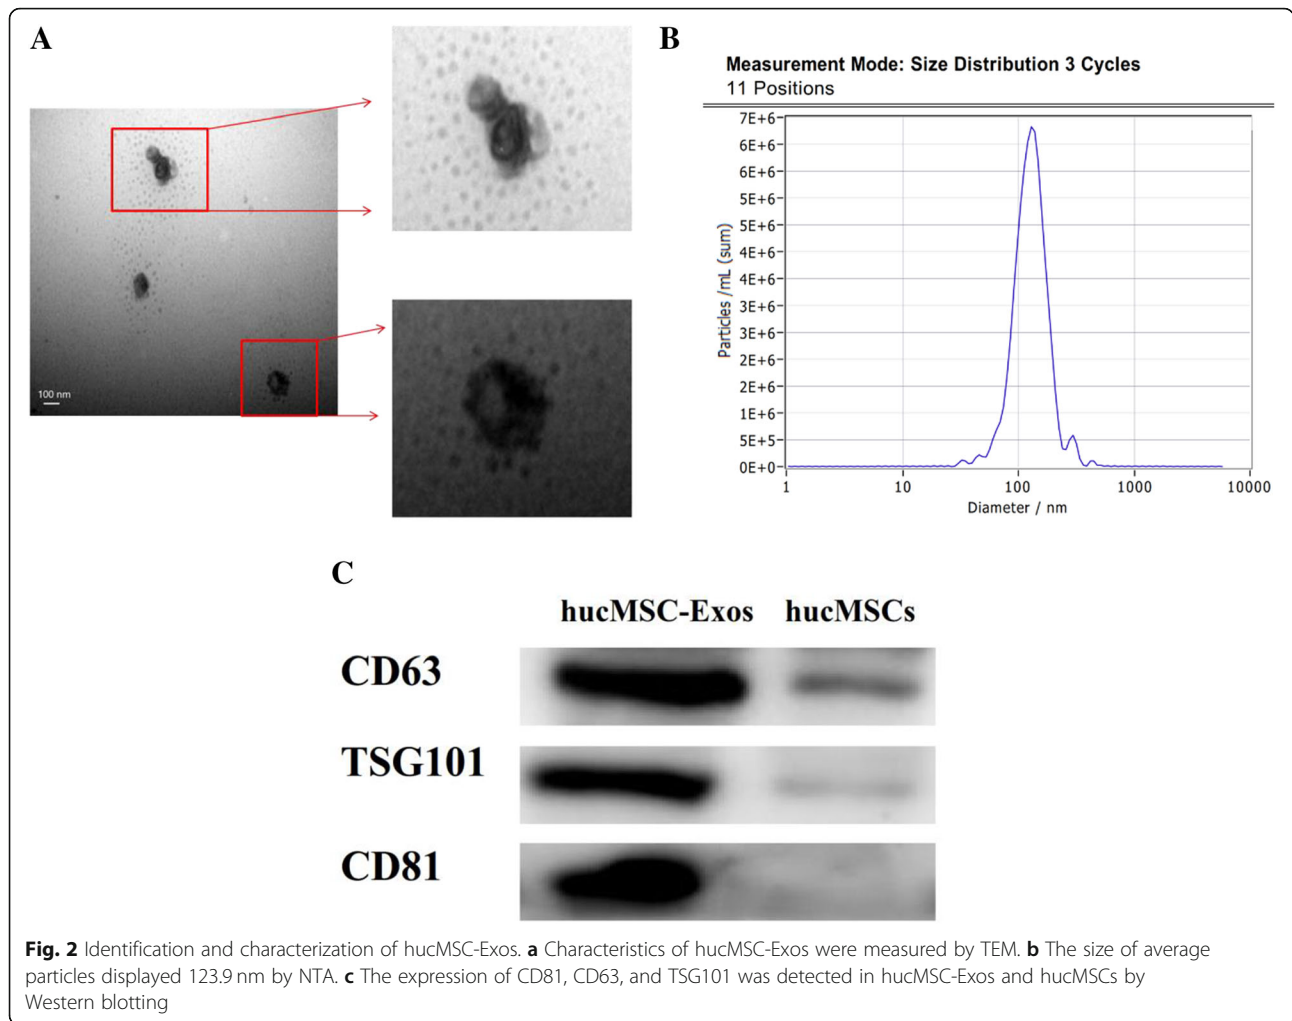 A
100 nm
B
Measurement Mode: Size Distribution 3 Cycles
11 Positions
Particles /mL (sum)
7E+6
6E+6
6E+6
5E+6
5E+6
4E+6
4E+6
3E+6
3E+6
2E+6
2E+6
1E+6
5E+5
0E+0
1
10
100
1000
10000
Diameter / nm
C
hucMSC-Exos hucMSCs
CD63
TSG101
CD81
Fig. 2 Identification and characterization of hucMSC-Exos. a Characteristics of hucMSC-Exos were measured by TEM. b The size of average
particles displayed 123.9 nm by NTA. c The expression of CD81, CD63, and TSG101 was detected in hucMSC-Exos and hucMSCs by
Western blotting